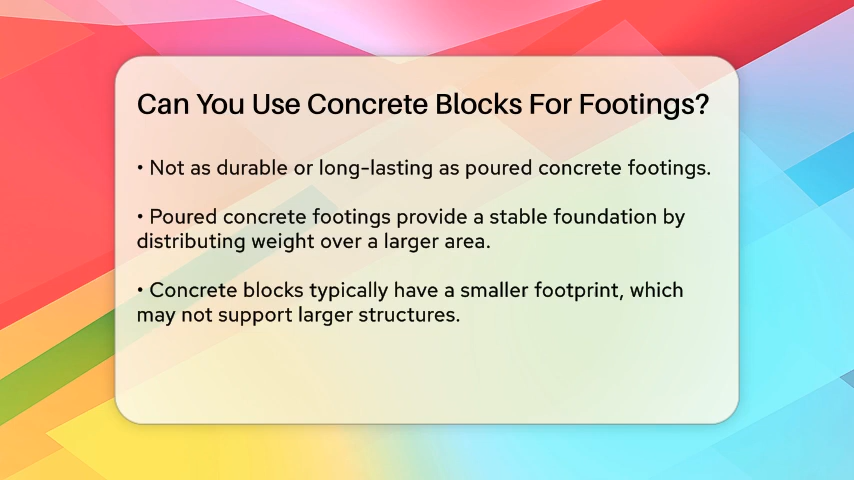 Can You Use Concrete Blocks For Footings?
• Not as durable or long-lasting as poured concrete footings.
• Poured concrete footings provide a stable foundation by
distributing weight over a larger area.
• Concrete blocks typically have a smaller footprint, which
may not support larger structures.